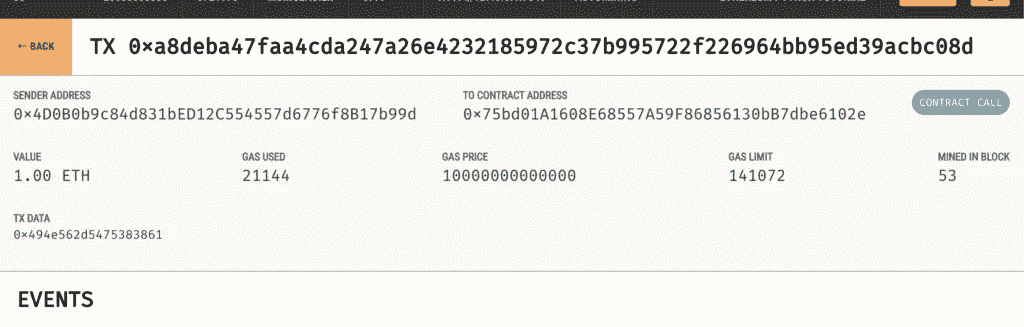 ← BACK
TX 0×a8deba47faa4cda247a26e4232185972c37b995722f226964bb95ed39acbc08d
SENDER ADDRESS
0×4D0B0b9c84d831bED12C554557d6776f8B17b99d
TO CONTRACT ADDRESS
0×75bd01A1608E68557A59F86856130bB7dbe6102e
CONTRACT CALL
VALUE
1.00 ETH
GAS USED
21144
GAS PRICE
10000000000000
GAS LIMIT
141072
MINED IN BLOCK
53
TX DATA
0×494e562d5475383861
EVENTS